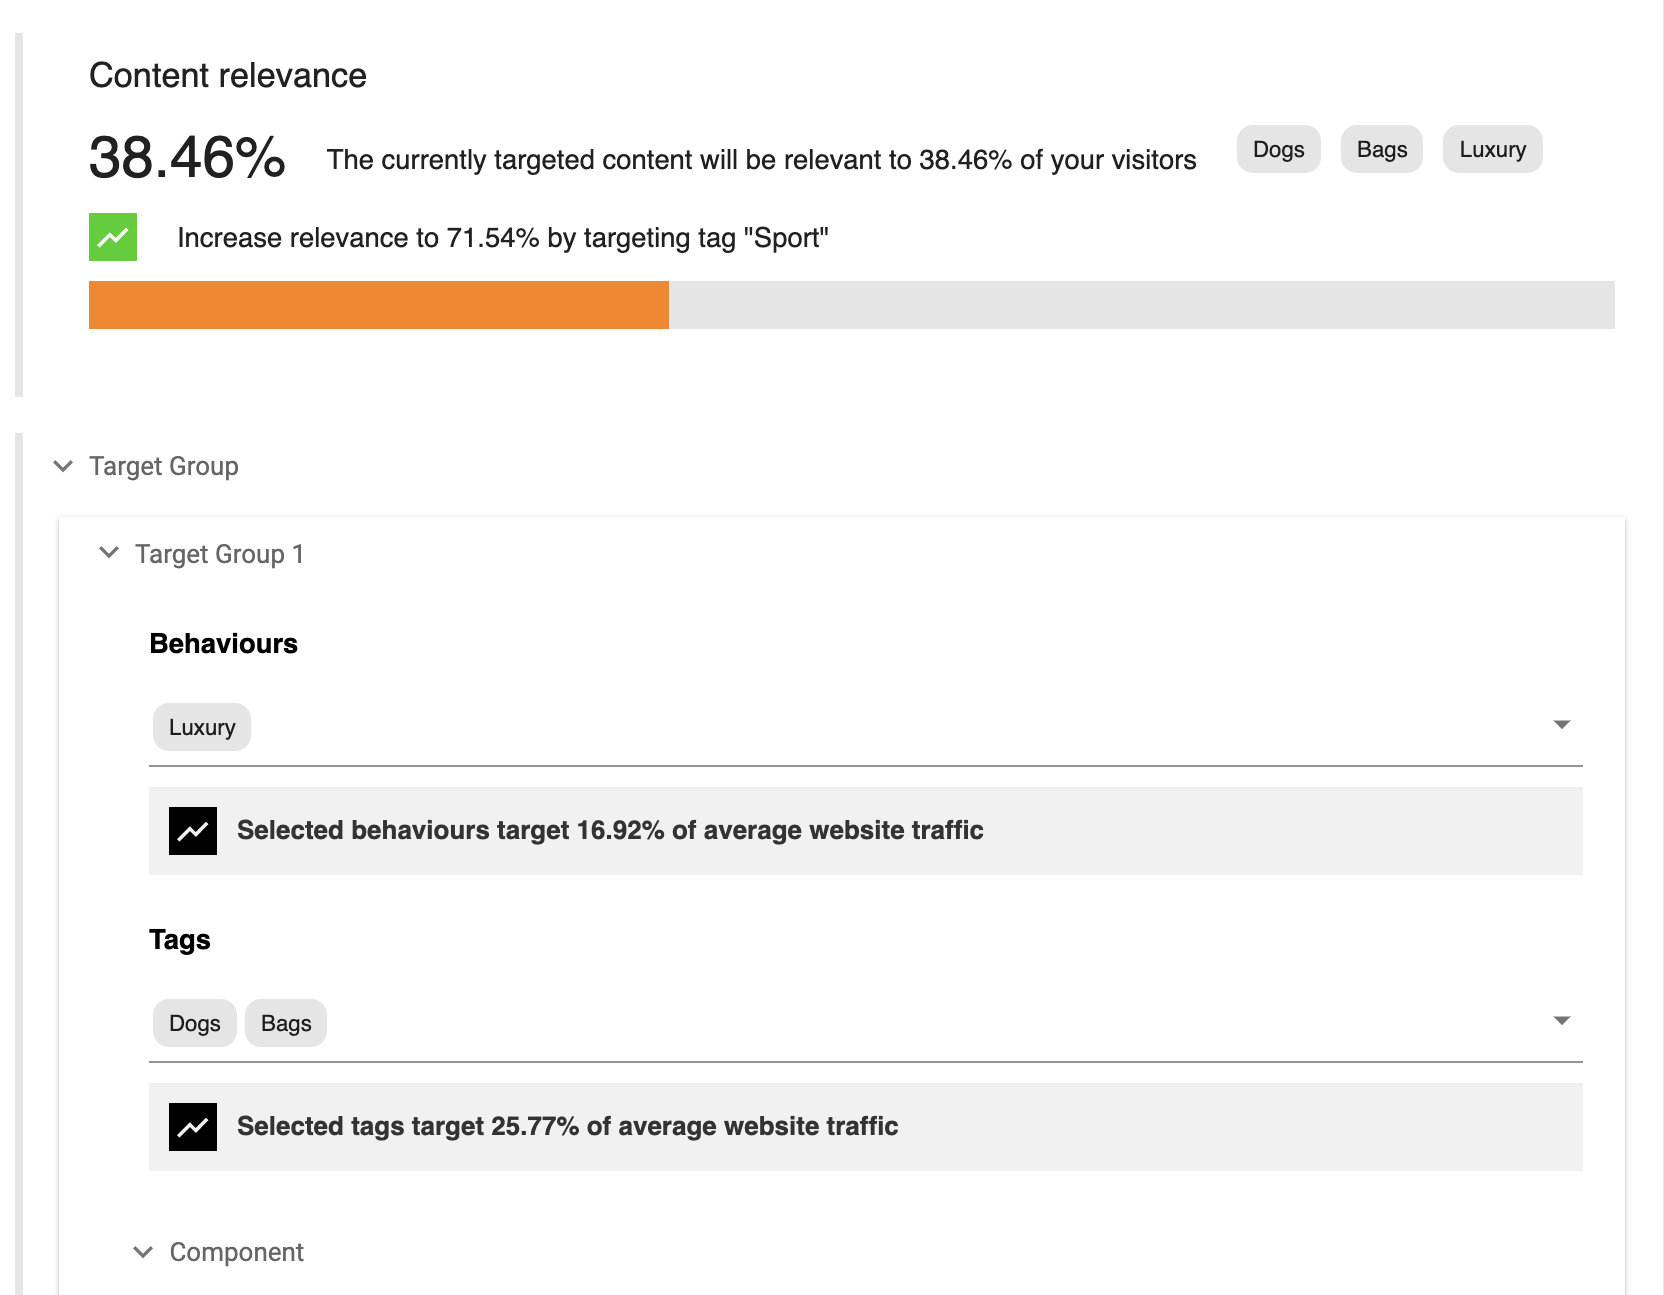 Content relevance
38.46% The currently targeted content will be relevant to 38.46% of your visitors Dogs Bags Luxury
Increase relevance to 71.54% by targeting tag "Sport"
Target Group
Target Group 1
Behaviours
Luxury
Selected behaviours target 16.92% of average website traffic
Tags
Dogs Bags
Selected tags target 25.77% of average website traffic
Component